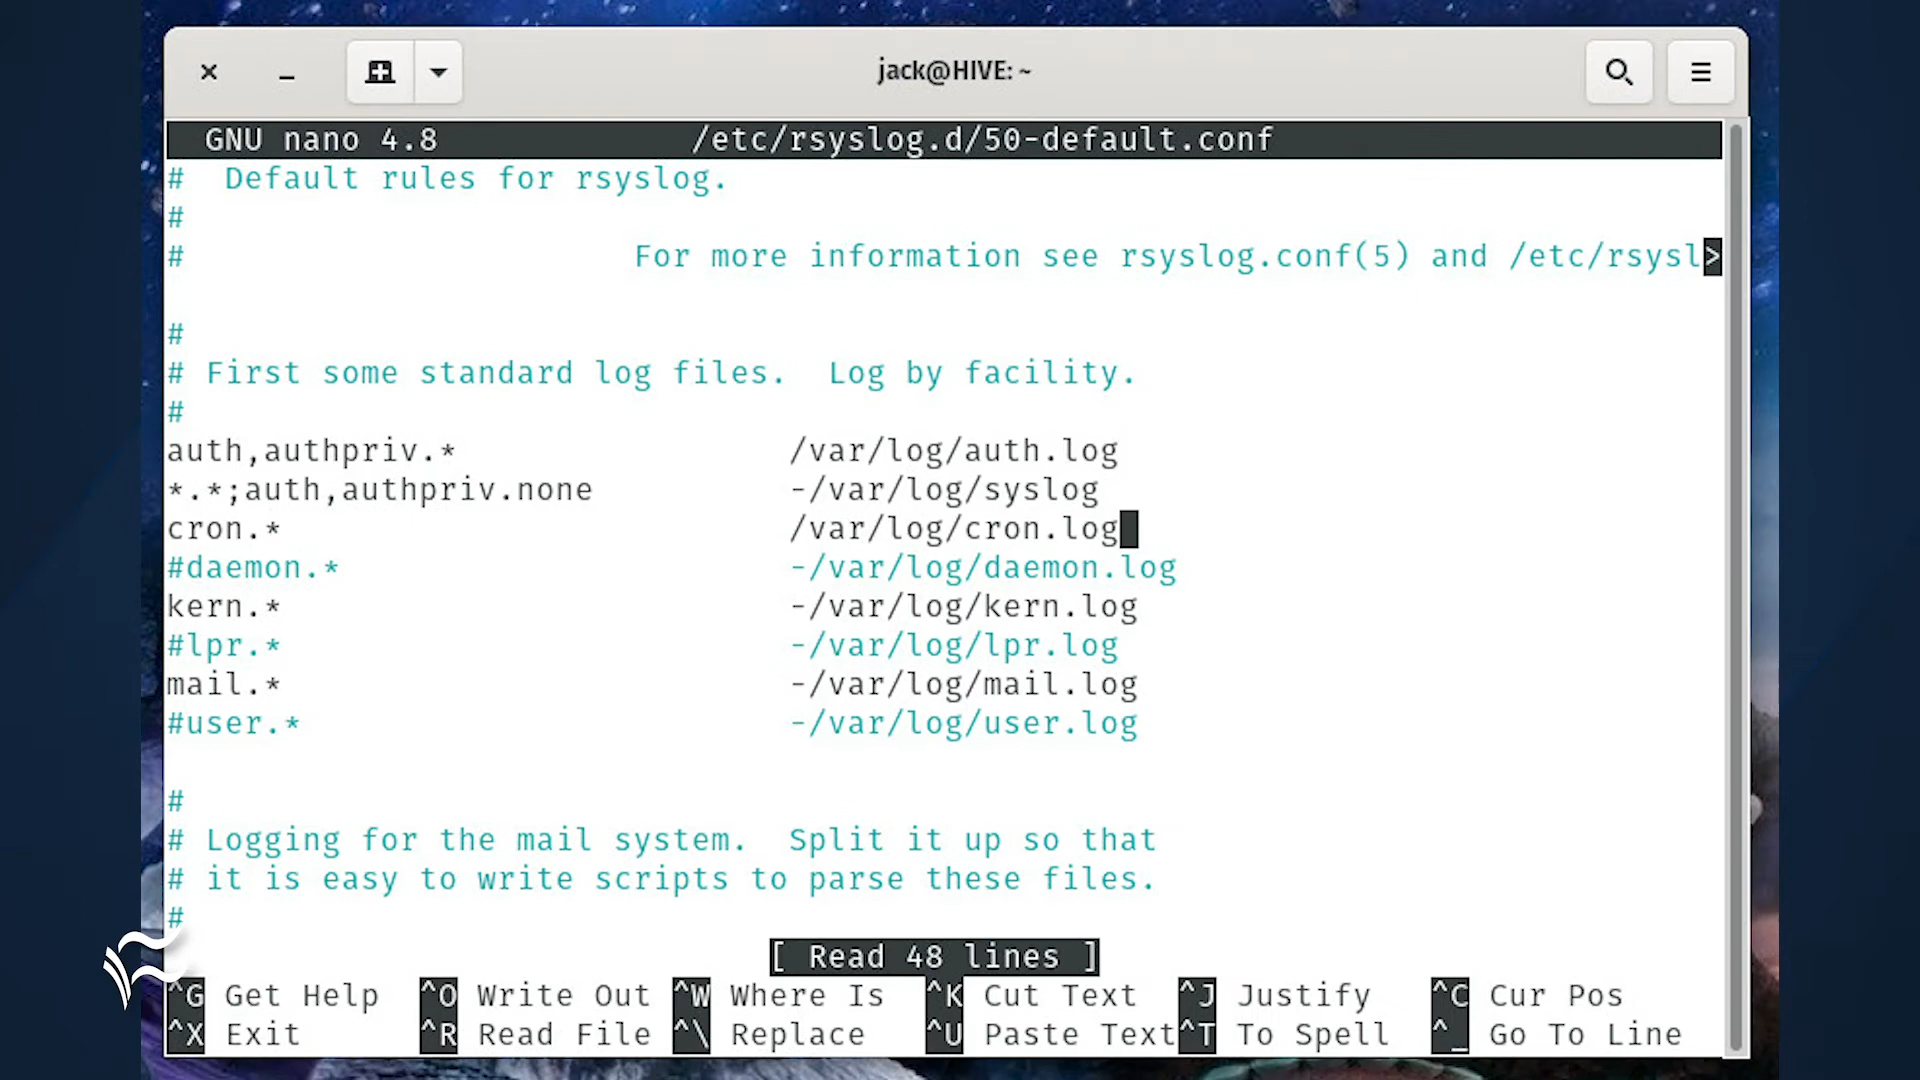 jack@HIVE: ~
GNU nano 4.8 /etc/rsyslog.d/50-default.conf
#  Default rules for rsyslog.
#
# For more information see rsyslog.conf(5) and /etc/rsysl>
#
# First some standard log files.  Log by facility.
#
auth,authpriv.* /var/log/auth.log
*.*;auth,authpriv.none -/var/log/syslog
cron.* /var/log/cron.log
#daemon.* -/var/log/daemon.log
kern.* -/var/log/kern.log
#lpr.* -/var/log/lpr.log
mail.* -/var/log/mail.log
#user.* -/var/log/user.log
#
# Logging for the mail system.  Split it up so that
# it is easy to write scripts to parse these files.
#
[ Read 48 lines ]
^G Get Help ^O Write Out ^W Where Is ^K Cut Text ^J Justify ^C Cur Pos
^X Exit ^R Read File ^\ Replace ^U Paste Text ^T To Spell ^_ Go To Line